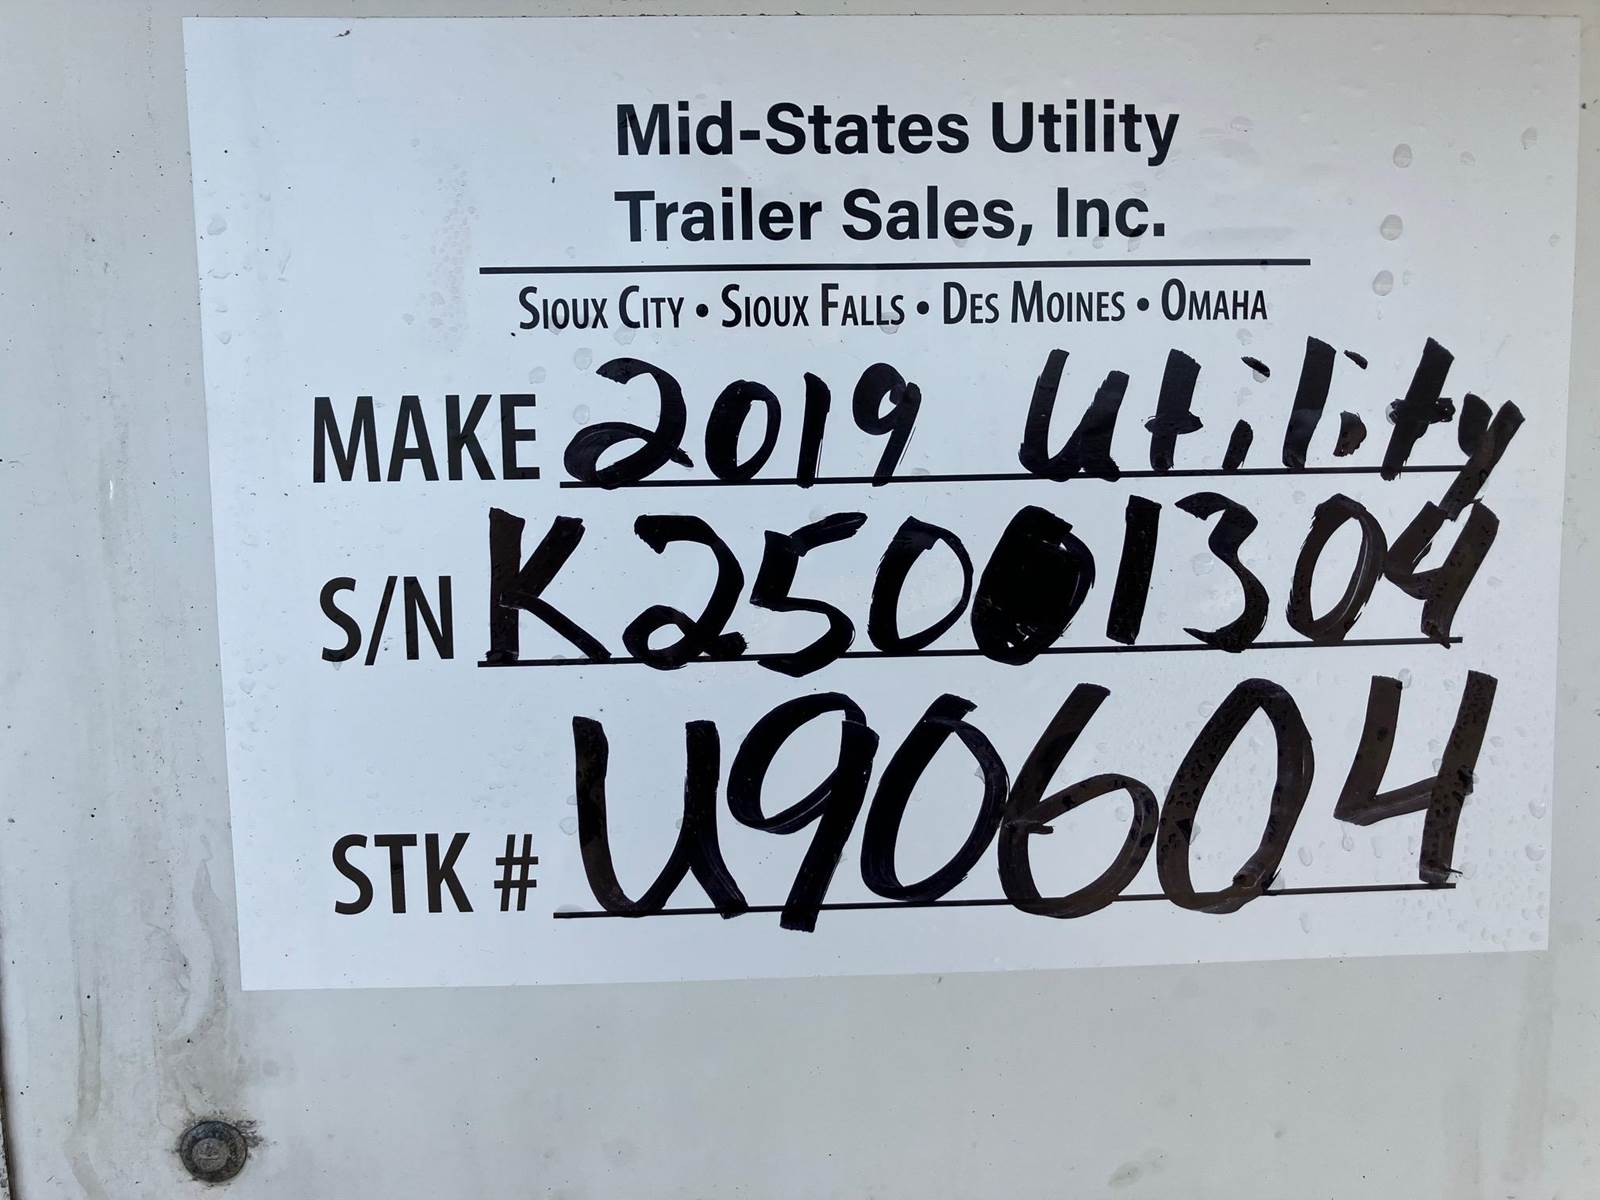 Mid-States Utility
Trailer Sales, Inc.
Sioux City • Sioux Falls • Des Moines • Omaha
MAKE 2019 Utility
S/N K25001304
STK # U90604